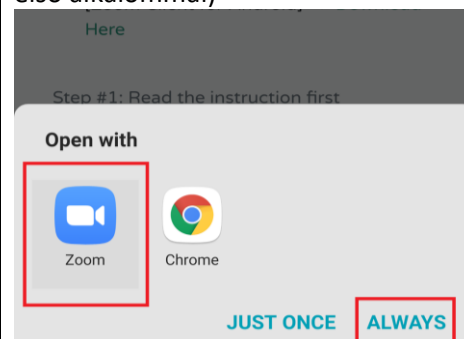 Here
Step #1: Read the instruction first
Open with
Zoom Chrome
JUST ONCE ALWAYS